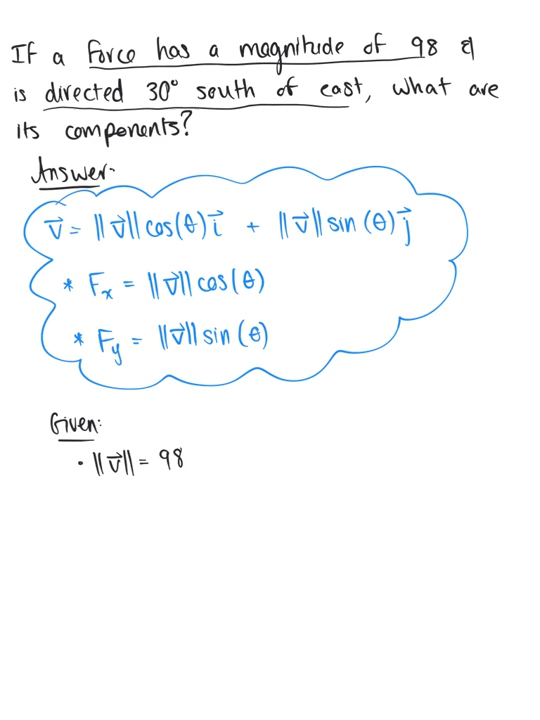 If a Force has a magnitude of 98 &
is directed 30° south of east, what are
its components?
Answer:
v⃗ = ||v⃗|| cos(θ) i⃗ + ||v⃗|| sin(θ) j⃗
* Fx = ||v⃗|| cos(θ)
* Fy = ||v⃗|| sin(θ)
Given:
• ||v⃗|| = 98